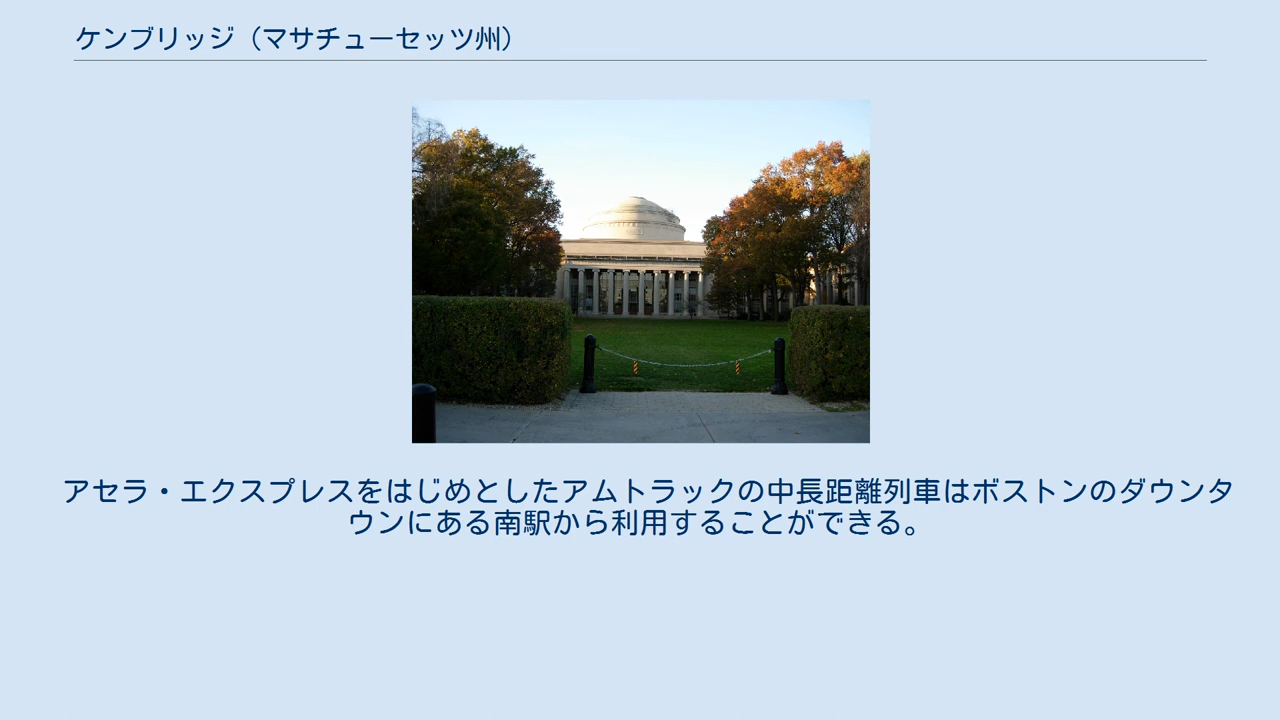 ケンブリッジ（マサチューセッツ州）
アセラ・エクスプレスをはじめとしたアムトラックの中長距離列車はボストンのダウンタ
ウンにある南駅から利用することができる。